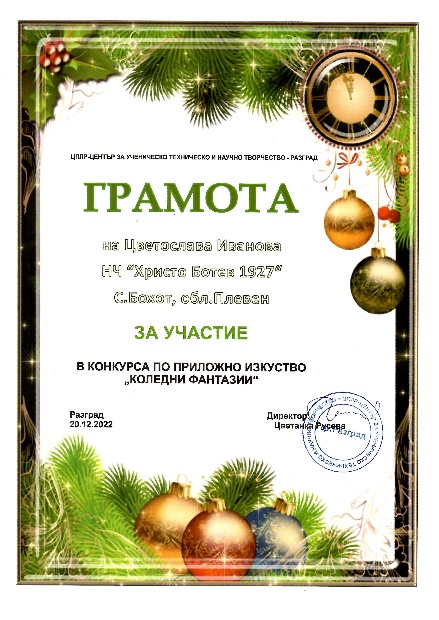 ЦПЛР-ЦЕНТЪР ЗА УЧЕНИЧЕСКО ТЕХНИЧЕСКО И НАУЧНО ТВОРЧЕСТВО - РАЗГРАД
ГРАМОТА
на Цветослава Иванова
НЧ "Христо Ботев 1927"
С.Бохот, обл.Плевен
ЗА УЧАСТИЕ
В КОНКУРСА ПО ПРИЛОЖНО ИЗКУСТВО
„КОЛЕДНИ ФАНТАЗИИ“
Разград
20.12.2022
Директор:
Цветанка Русева